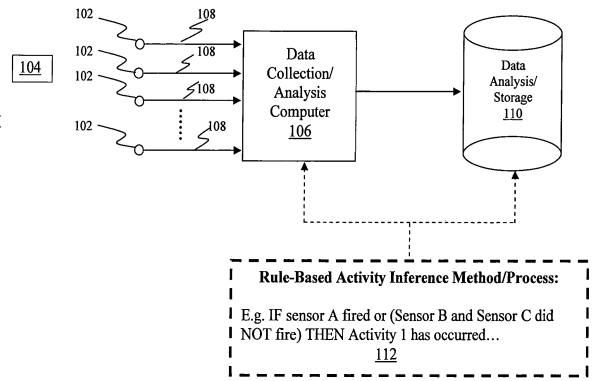 102
108
104
102
108
102
108
102
108
Data
Collection/
Analysis
Computer
106
Data
Analysis/
Storage
110
Rule-Based Activity Inference Method/Process:
E.g. IF sensor A fired or (Sensor B and Sensor C did
NOT fire) THEN Activity 1 has occurred…
112